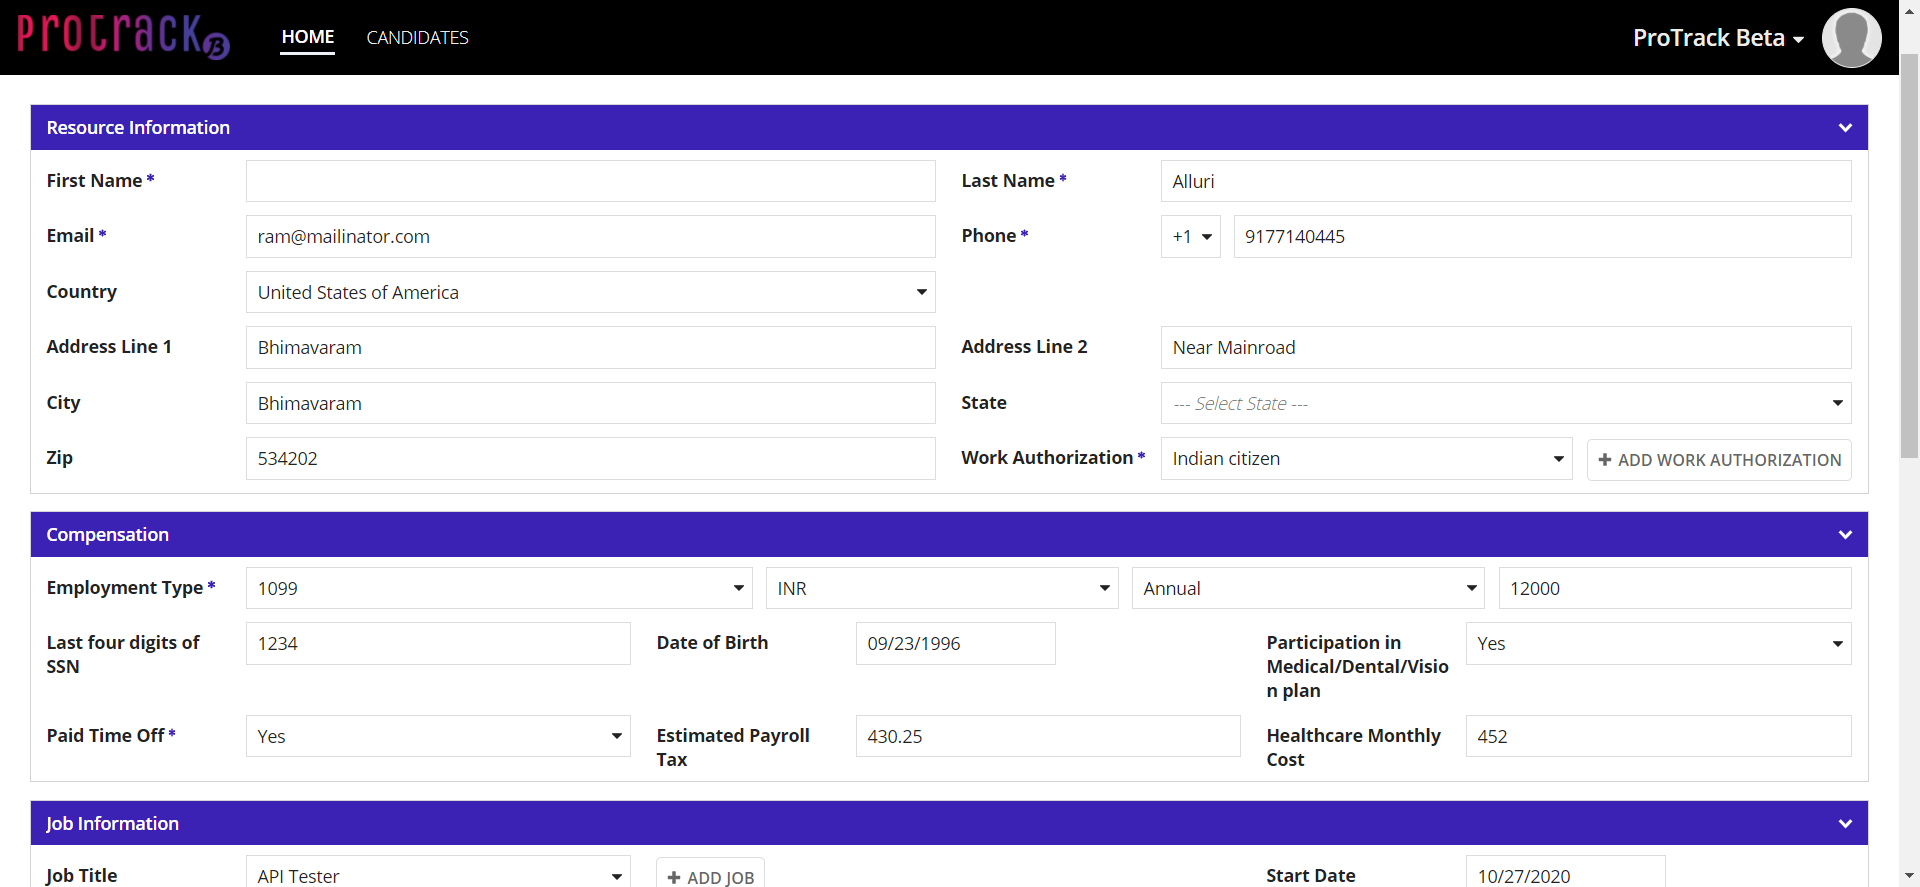 protrack B HOME CANDIDATES ProTrack Beta
Resource Information
First Name * Last Name * Alluri
Email * ram@mailinator.com Phone * +1 9177140445
Country United States of America
Address Line 1 Bhimavaram Address Line 2 Near Mainroad
City Bhimavaram State --- Select State ---
Zip 534202 Work Authorization * Indian citizen + ADD WORK AUTHORIZATION
Compensation
Employment Type * 1099 INR Annual 12000
Last four digits of
SSN
1234
Date of Birth
09/23/1996
Participation in
Medical/Dental/Visio
n plan
Yes
Paid Time Off * Yes
Estimated Payroll
Tax
430.25
Healthcare Monthly
Cost
452
Job Information
Job Title API Tester + ADD JOB Start Date 10/27/2020